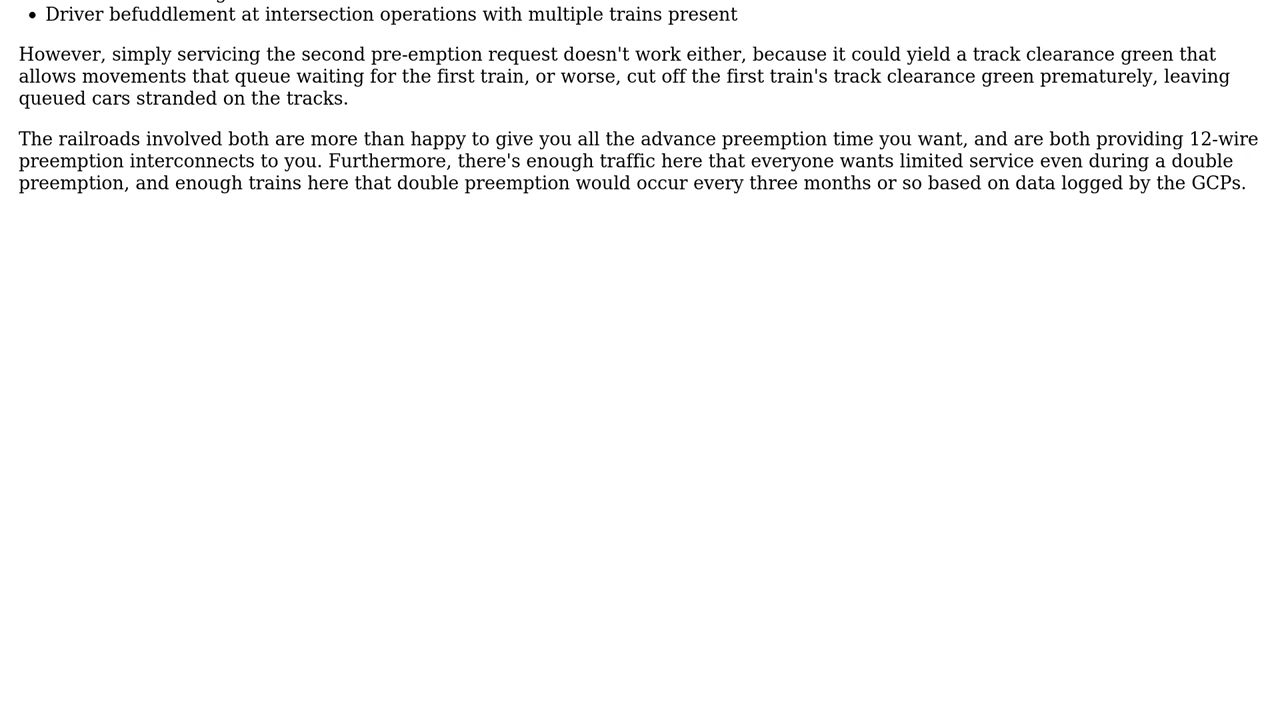 Driver befuddlement at intersection operations with multiple trains present
However, simply servicing the second pre-emption request doesn't work either, because it could yield a track clearance green that
allows movements that queue waiting for the first train, or worse, cut off the first train's track clearance green prematurely, leaving
queued cars stranded on the tracks.
The railroads involved both are more than happy to give you all the advance preemption time you want, and are both providing 12-wire
preemption interconnects to you. Furthermore, there's enough traffic here that everyone wants limited service even during a double
preemption, and enough trains here that double preemption would occur every three months or so based on data logged by the GCPs.